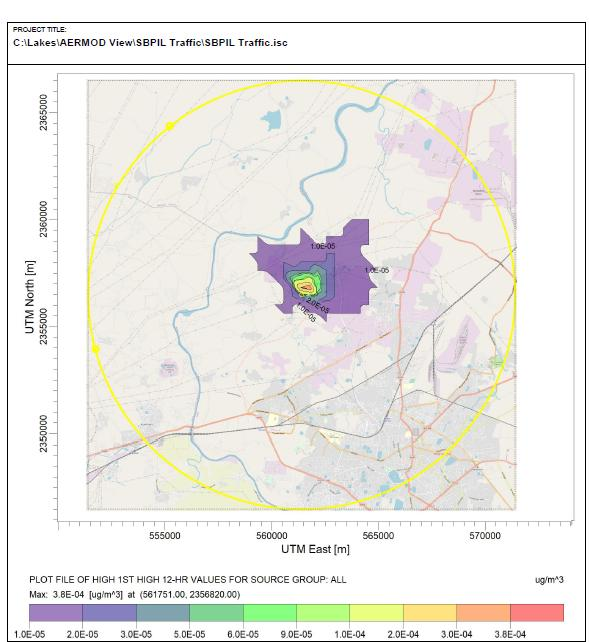 PROJECT TITLE:
C:\Lakes\AERMOD View\SBPIL Traffic\SBPIL Traffic.isc
UTM North [m]
2365000
2360000
2355000
2350000
1.0E-05
1.0E-05
2.0E-05
1.0E-05
555000 560000 565000 570000
UTM East [m]
PLOT FILE OF HIGH 1ST HIGH 12-HR VALUES FOR SOURCE GROUP: ALL ug/m^3
Max: 3.8E-04 [ug/m^3] at (561751.00, 2356820.00)
1.0E-05 2.0E-05 3.0E-05 5.0E-05 6.0E-05 9.0E-05 1.0E-04 2.0E-04 3.0E-04 3.8E-04